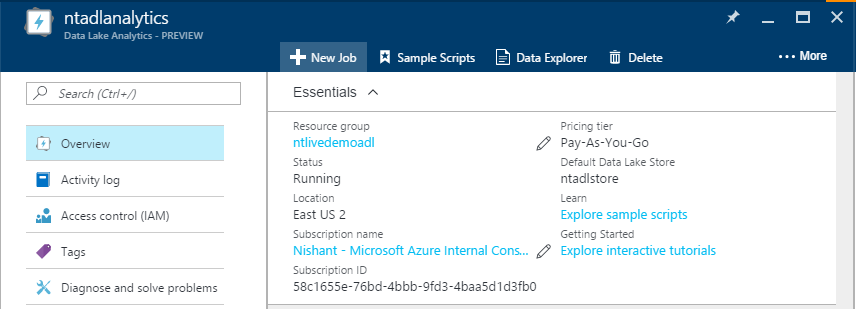 ntadlanalytics
Data Lake Analytics - PREVIEW
New Job
Sample Scripts
Data Explorer
Delete
More
Search (Ctrl+/)
Overview
Activity log
Access control (IAM)
Tags
Diagnose and solve problems
Essentials
Resource group
ntlivedemoadl
Status
Running
Location
East US 2
Subscription name
Nishant - Microsoft Azure Internal Cons...
Subscription ID
58c1655e-76bd-4bbb-9fd3-4baa5d1d3fb0
Pricing tier
Pay-As-You-Go
Default Data Lake Store
ntadlstore
Learn
Explore sample scripts
Getting Started
Explore interactive tutorials